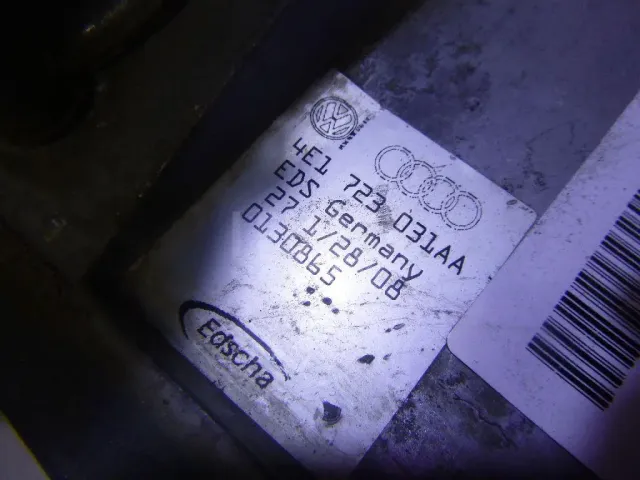 4E1 723 031AA
EDS Germany
27 1/28/08
0130865
Edscha